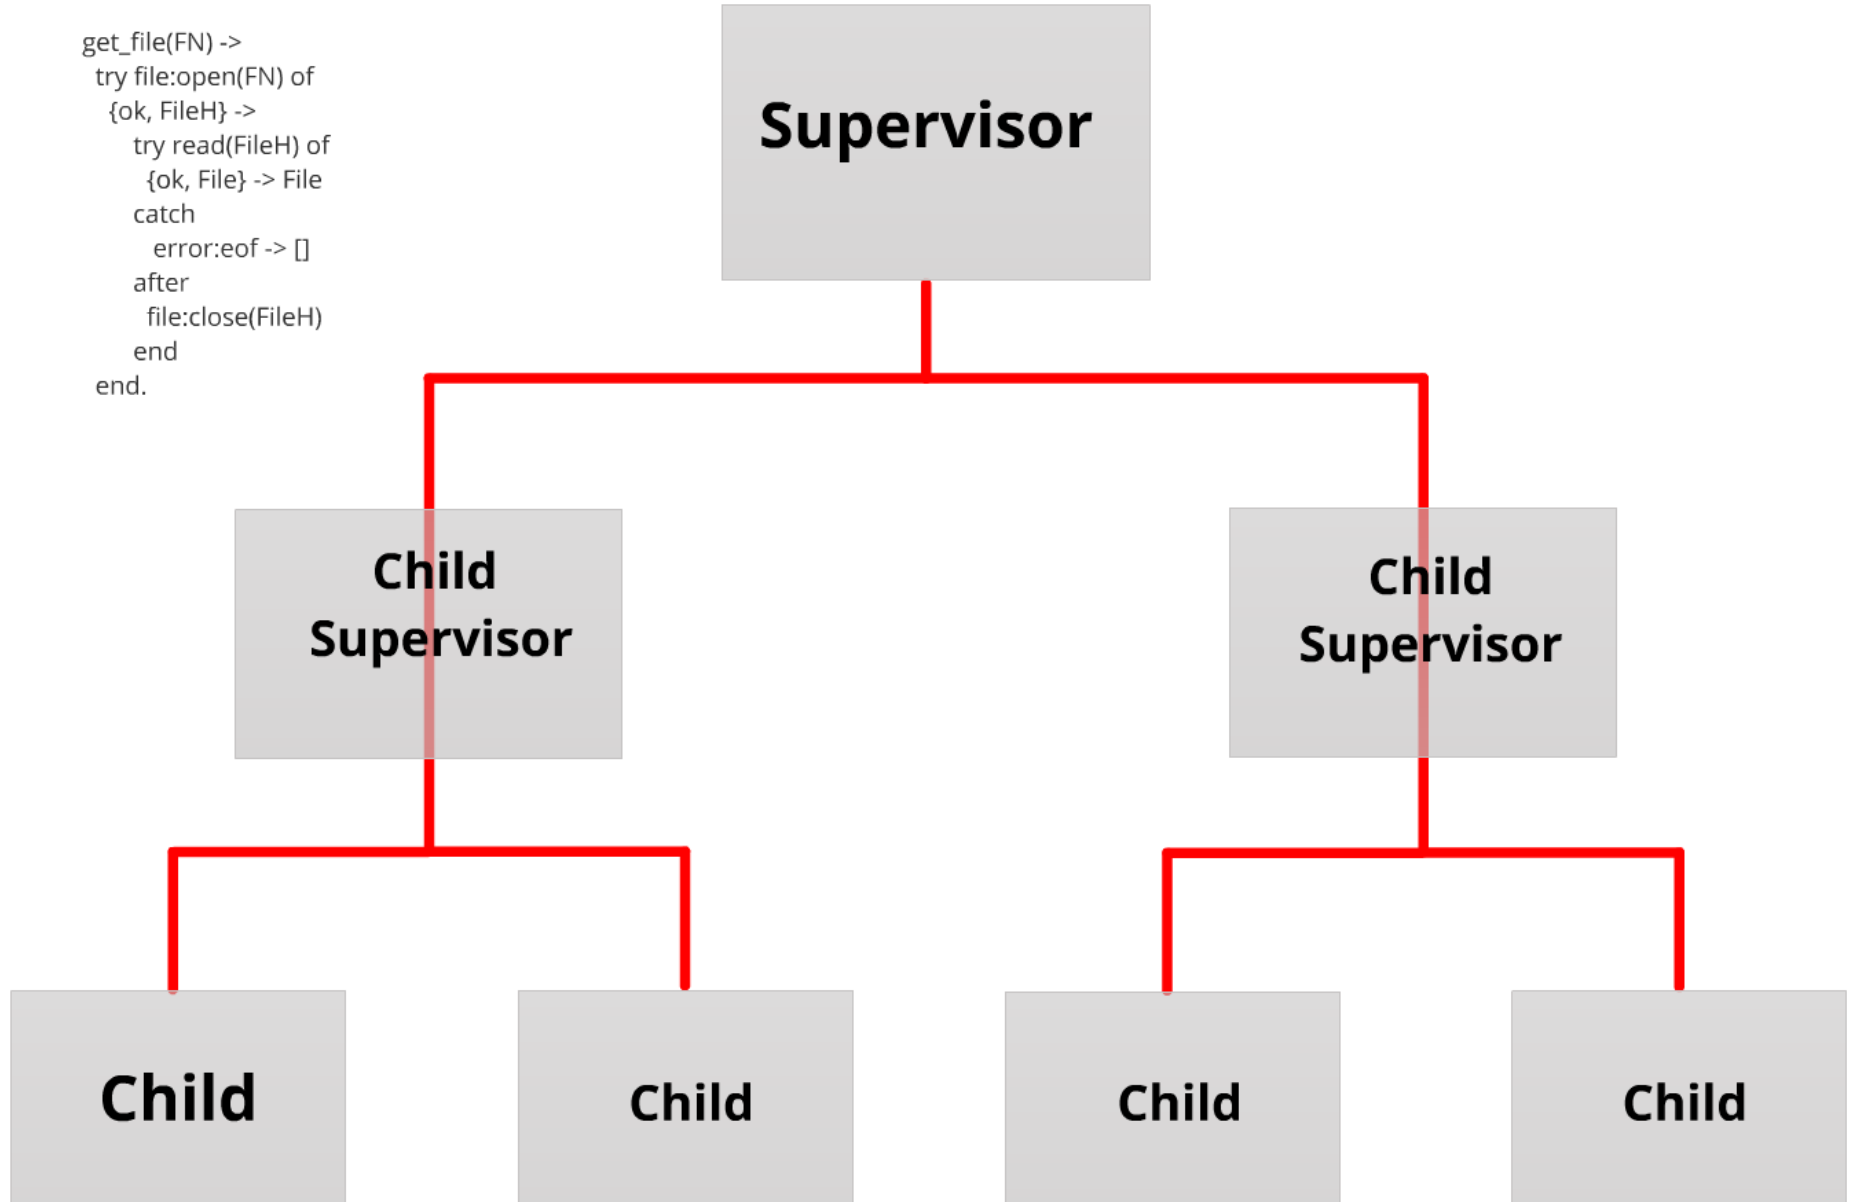 get_file(FN) ->
try file:open(FN) of
{ok, FileH} ->
try read(FileH) of
{ok, File} -> File
catch
error:eof -> []
after
file:close(FileH)
end
end.
Supervisor
Child
Supervisor
Child
Supervisor
Child
Child
Child
Child